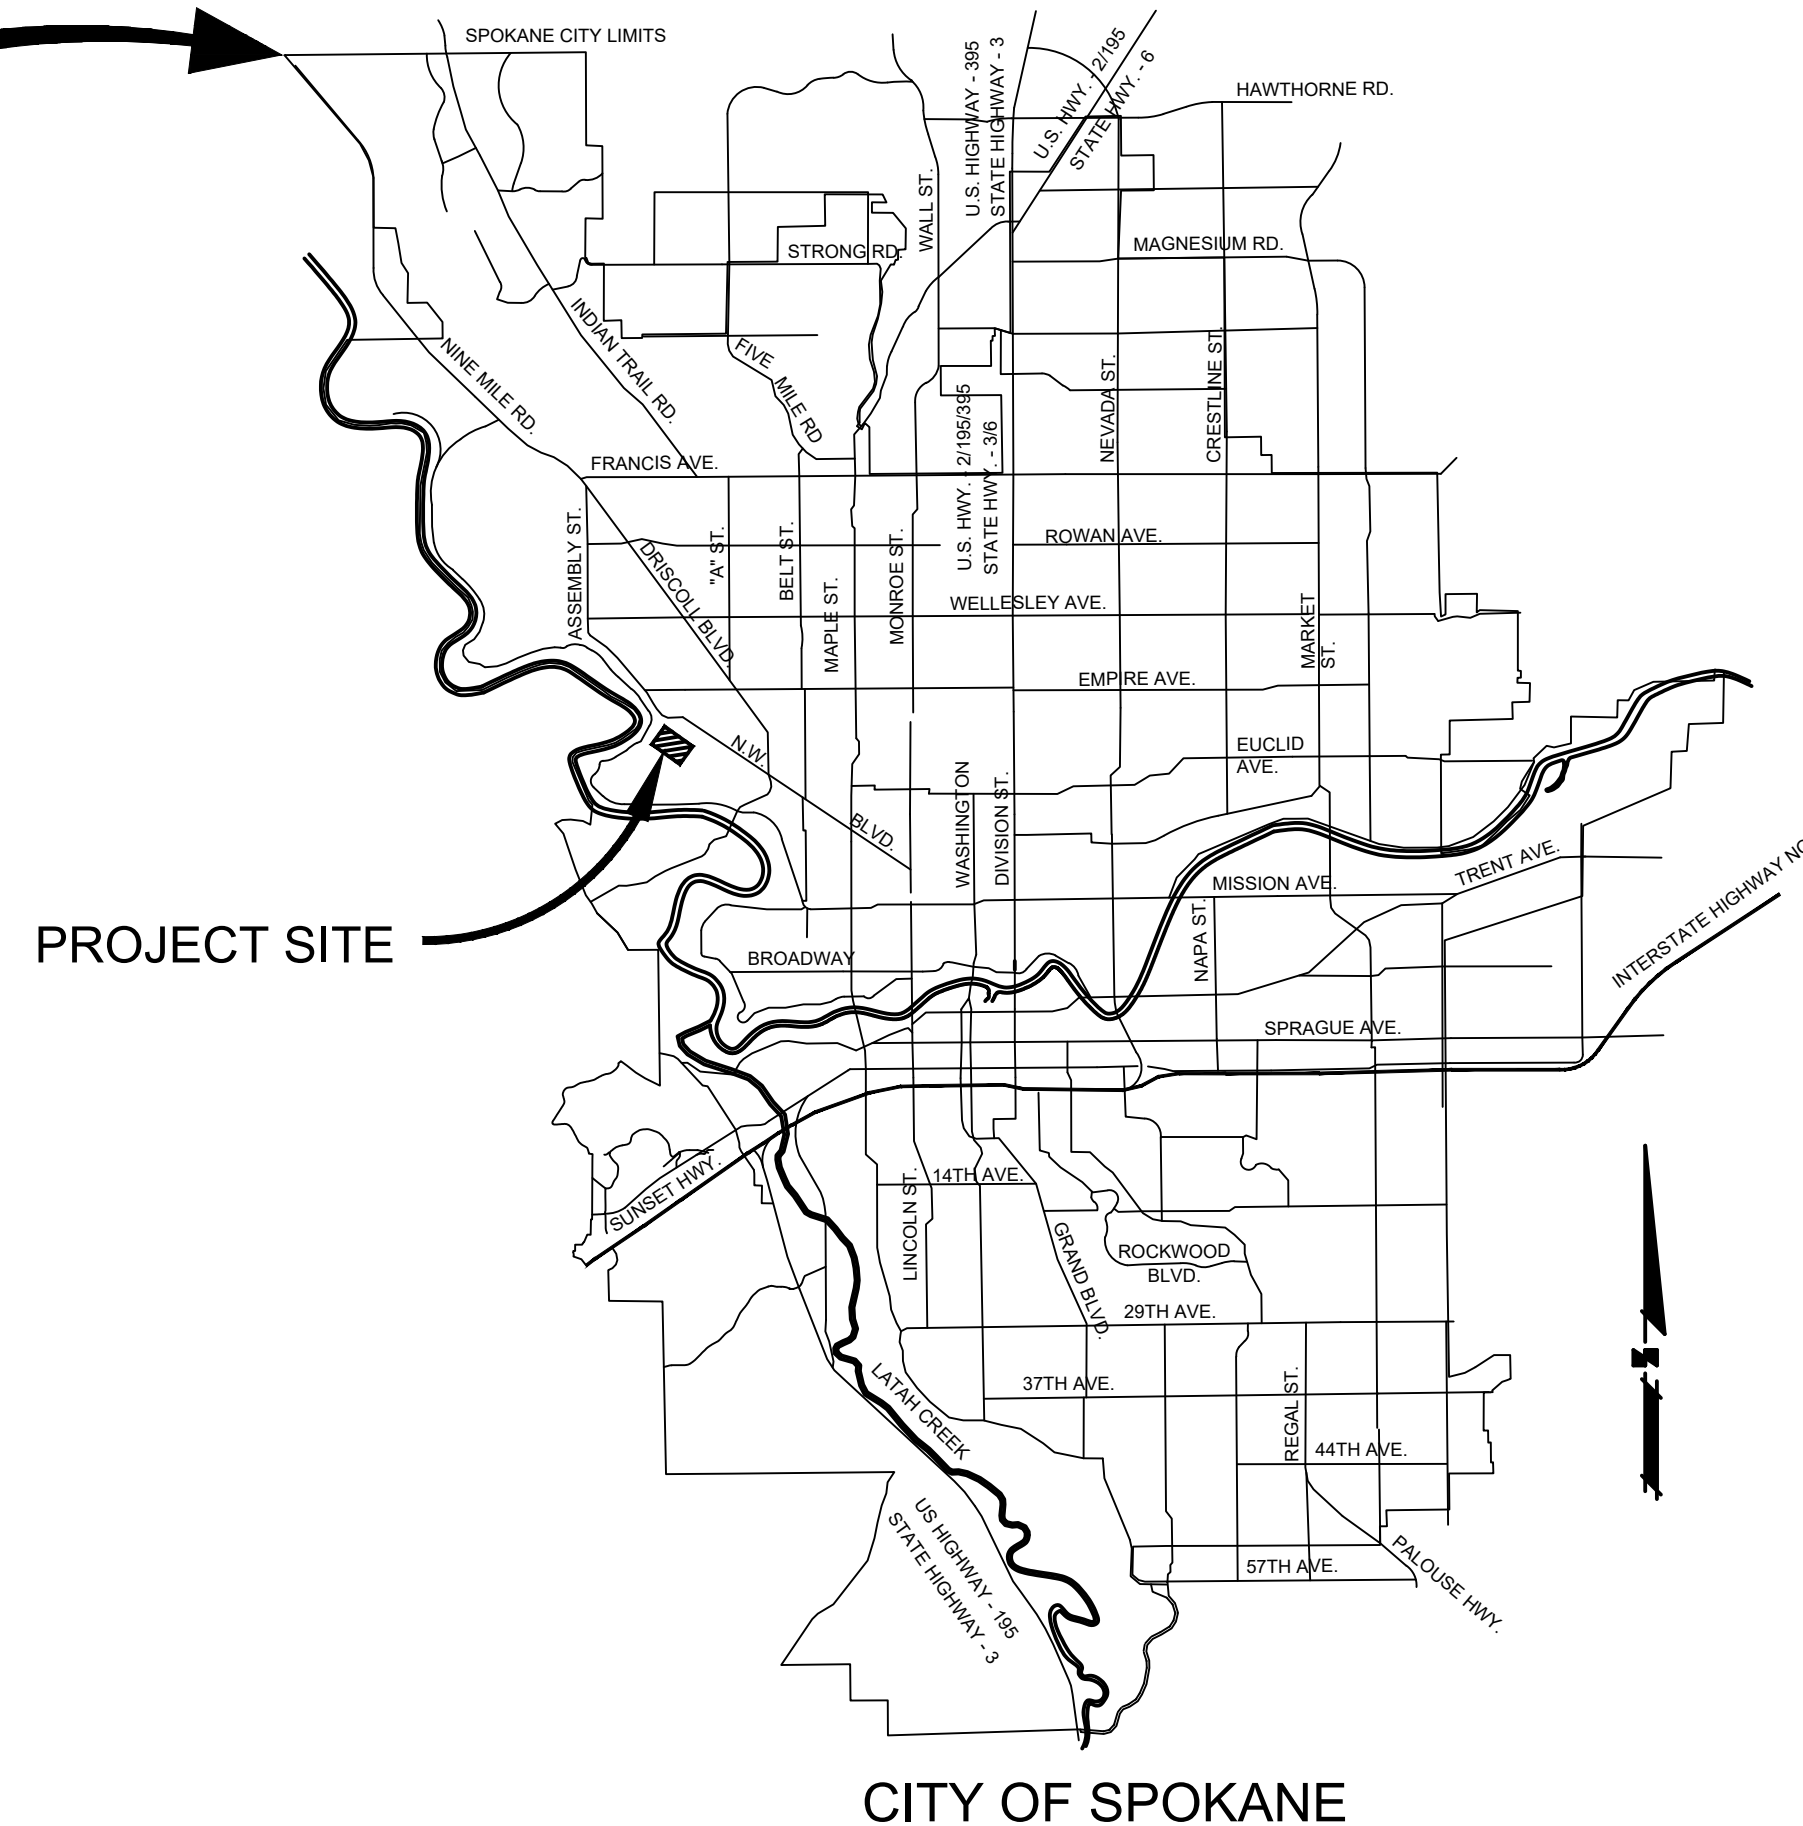 SPOKANE CITY LIMITS
U.S. HIGHWAY - 395
STATE HIGHWAY - 3
U.S. HWY. - 2/195
STATE HWY. - 6
HAWTHORNE RD.
WALL ST.
STRONG RD.
MAGNESIUM RD.
INDIAN TRAIL RD.
NINE MILE RD.
FIVE
MILE RD
NEVADA ST.
CRESTLINE ST.
U.S. HWY. - 2/195/395
STATE HWY. - 3/6
FRANCIS AVE.
ASSEMBLY ST.
DRISCOLL BLVD.
"A" ST.
BELT ST.
MAPLE ST.
MONROE ST.
ROWAN AVE.
WELLESLEY AVE.
MARKET
ST.
EMPIRE AVE.
N.W.
BLVD.
EUCLID
AVE.
WASHINGTON
DIVISION ST.
MISSION AVE.
TRENT AVE.
NAPA ST.
INTERSTATE HIGHWAY
PROJECT SITE
BROADWAY
SPRAGUE AVE.
SUNSET HWY.
14TH AVE.
LINCOLN ST.
GRAND BLVD.
ROCKWOOD
BLVD.
29TH AVE.
37TH AVE.
LATAH CREEK
REGAL ST.
44TH AVE.
US HIGHWAY - 195
STATE HIGHWAY - 3
57TH AVE.
PALOUSE HWY.
N
CITY OF SPOKANE